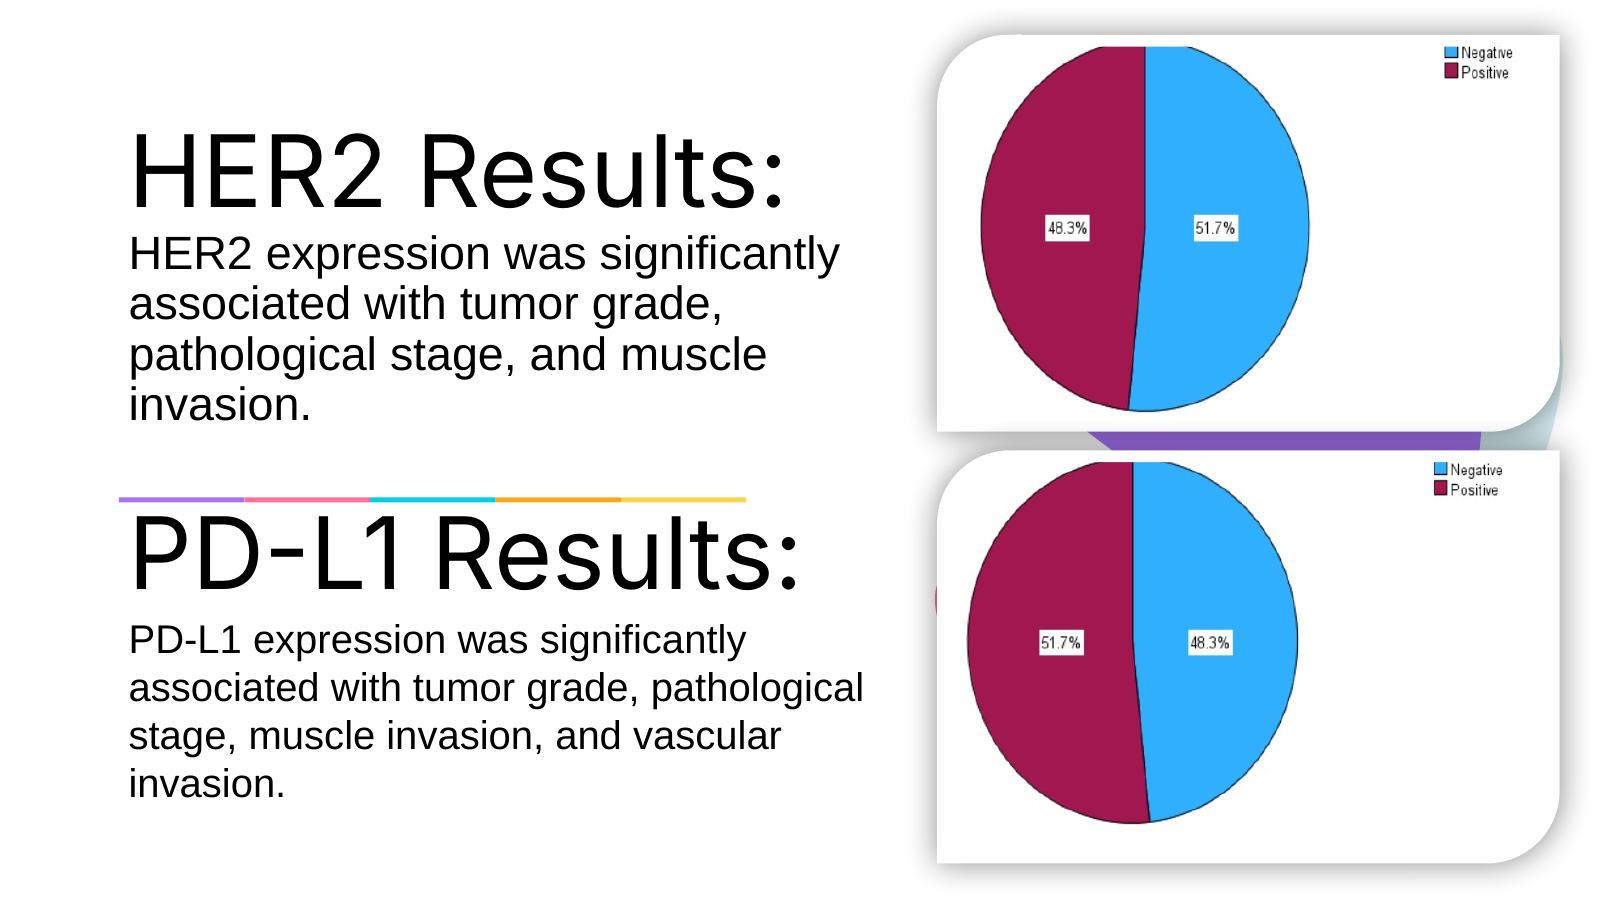 HER2 Results:
HER2 expression was significantly
associated with tumor grade,
pathological stage, and muscle
invasion.
Negative
Positive
48.3%
51.7%
PD-L1 Results:
PD-L1 expression was significantly
associated with tumor grade, pathological
stage, muscle invasion, and vascular
invasion.
Negative
Positive
51.7%
48.3%